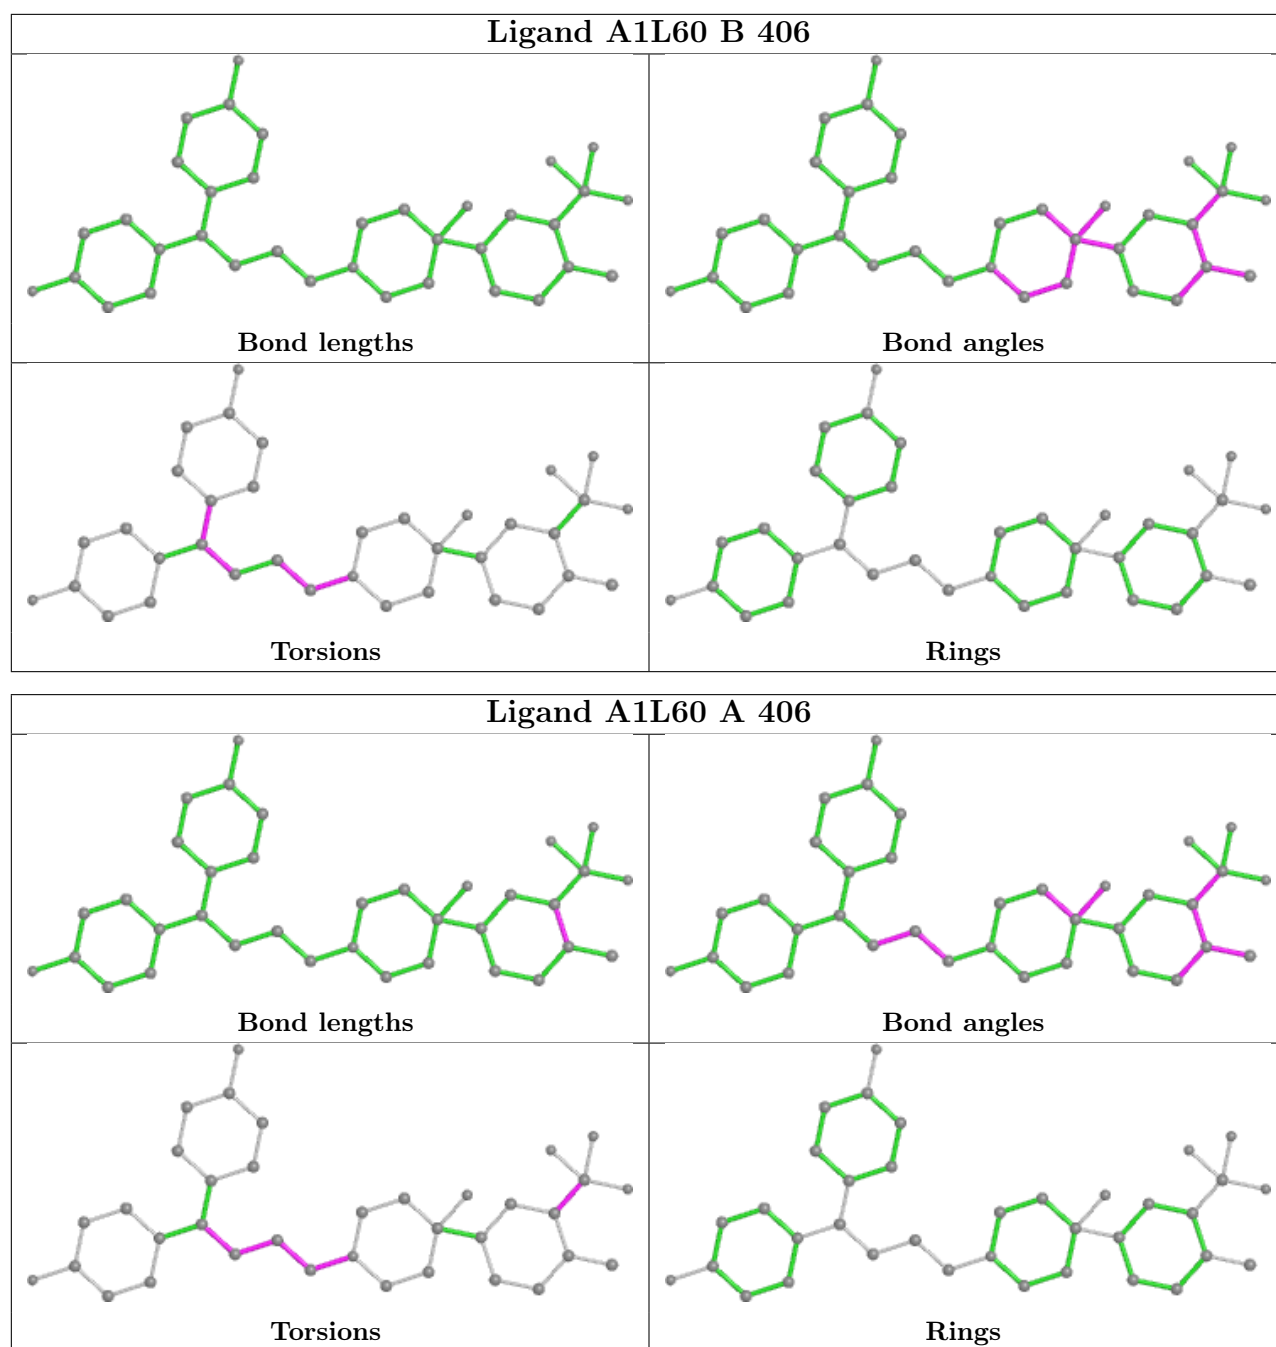 Ligand A1L60 B 406
Bond lengths
Bond angles
Torsions
Rings
Ligand A1L60 A 406
Bond lengths
Bond angles
Torsions
Rings